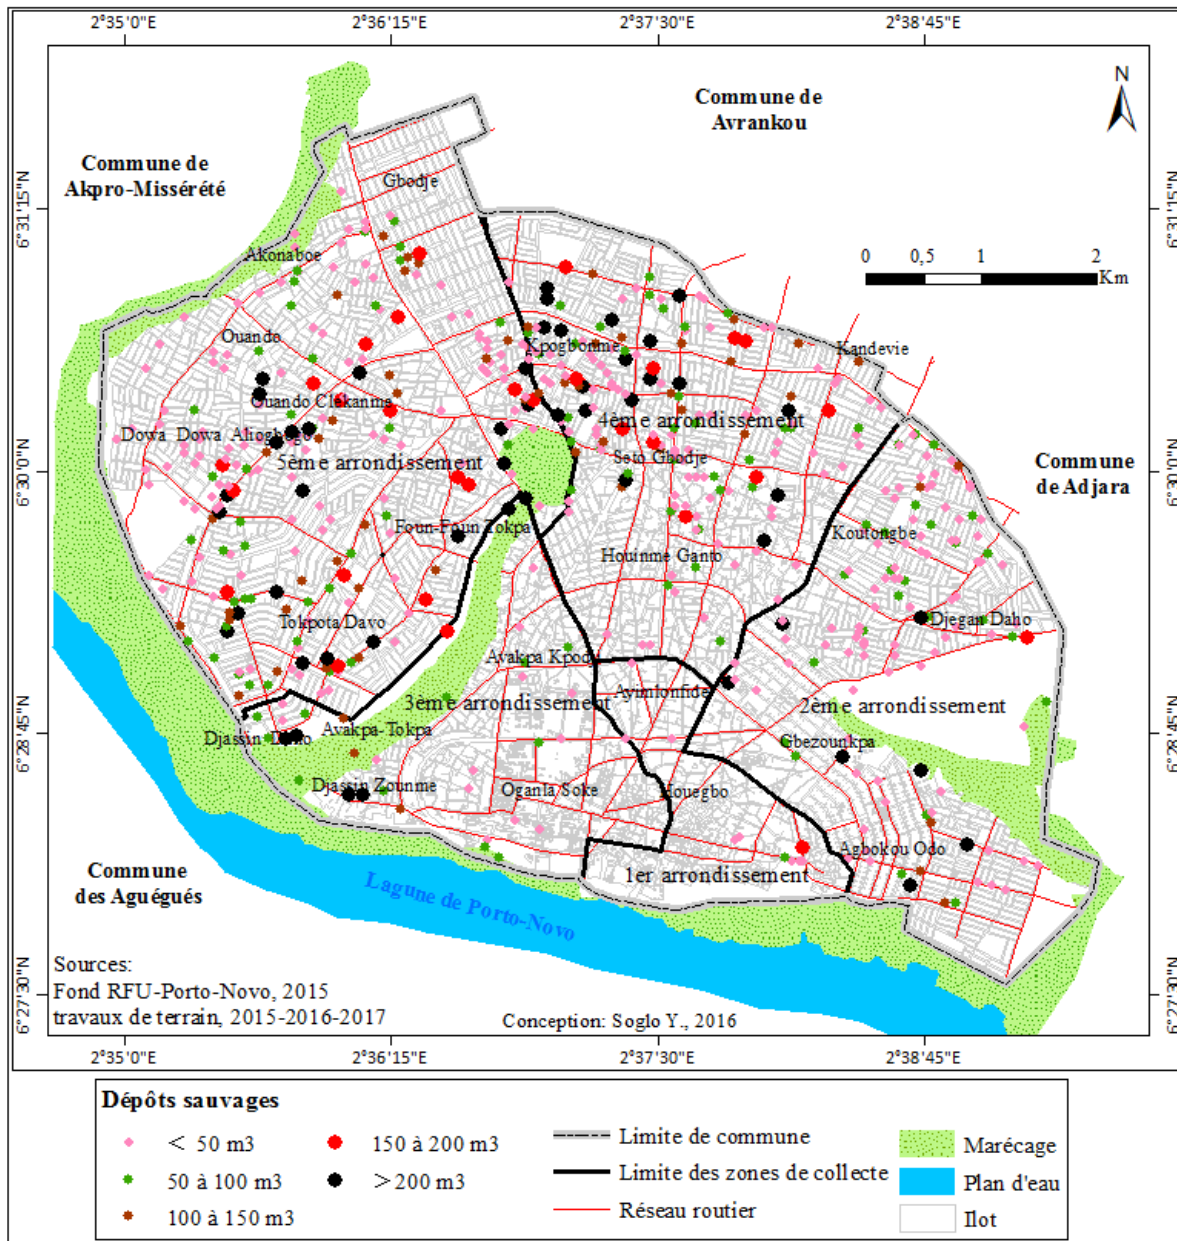 2°35'0"E
2°36'15"E
2°37'30"E
2°38'45"E
Commune de
Avrankou
N
Commune de
Akpro-Missérété
Gbodje
6°31'15"N
6°31'15"N
Akonaboe
0 0,5 1 2
Km
Ouando
Kpogbonme
Kandevie
Ouando Clekanme
4ème arrondissement
Dowa Dowa Aliogbogo
5ème arrondissement
Seto Gbodje
Commune
de Adjara
6°30'0"N
6°30'0"N
Foun-Foun Tokpa
Koutongbe
Houinme Ganto
Tokpota Davo
Djegan Daho
Avakpa Kpodj
Ayimlonfide
3ème arrondissement
2ème arrondissement
6°28'45"N
6°28'45"N
Djassin Daho
Avakpa-Tokpa
Gbezounkpa
Djassin Zounme
Oganla Soke
Houegbo
Agbokou Odo
Commune
des Aguégués
1er arrondissement
Lagune de Porto-Novo
Sources:
Fond RFU-Porto-Novo, 2015
travaux de terrain, 2015-2016-2017
Conception: Soglo Y., 2016
6°27'30"N
6°27'30"N
2°35'0"E
2°36'15"E
2°37'30"E
2°38'45"E
Dépôts sauvages
< 50 m3
50 à 100 m3
100 à 150 m3
150 à 200 m3
>200 m3
Limite de commune
Limite des zones de collecte
Réseau routier
Marécage
Plan d'eau
Ilot